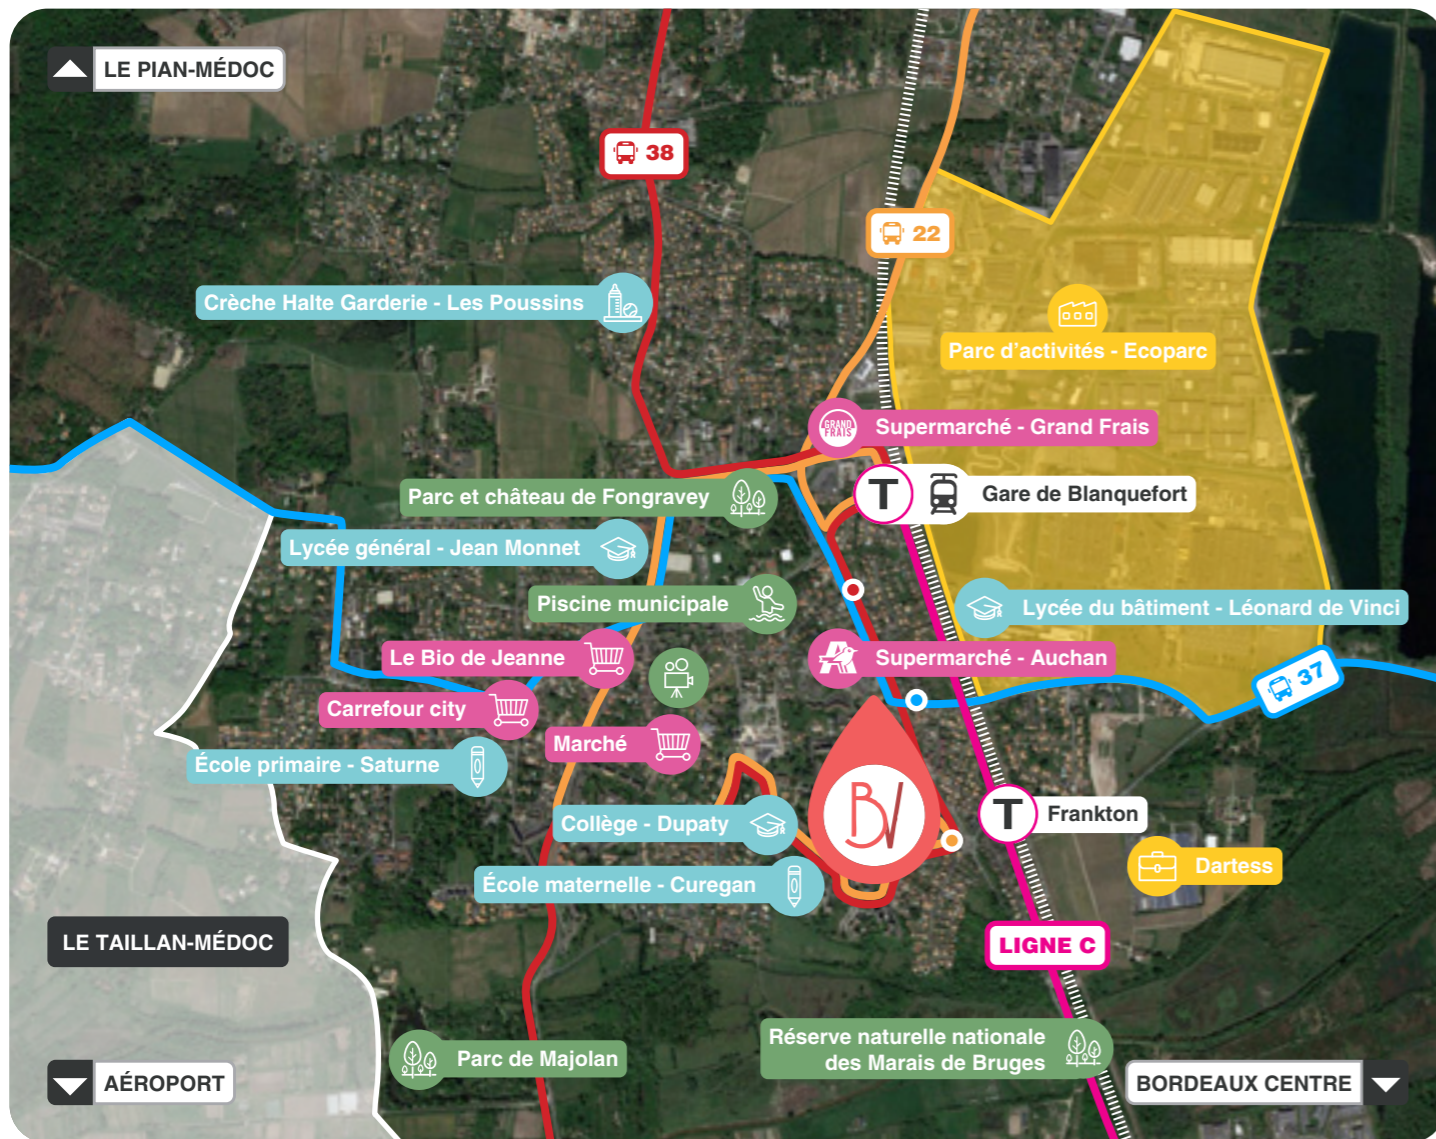 LE PIAN-MÉDOC
38
22
Crèche Halte Garderie - Les Poussins
Parc d'activités - Ecoparc
GRAND FRAIS
Supermarché - Grand Frais
Parc et château de Fongravey
T
Gare de Blanquefort
Lycée général - Jean Monnet
Piscine municipale
Lycée du bâtiment - Léonard de Vinci
Le Bio de Jeanne
Supermarché - Auchan
37
Carrefour city
Marché
École primaire - Saturne
BV
T
Frankton
Collège - Dupaty
Dartess
École maternelle - Curegan
LE TAILLAN-MÉDOC
LIGNE C
Réserve naturelle nationale
des Marais de Bruges
Parc de Majolan
AÉROPORT
BORDEAUX CENTRE